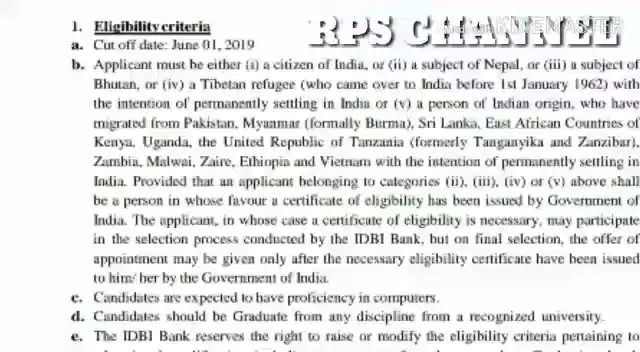 RPS CHANNEL
KINEMASTER
1. Eligibility criteria
a. Cut off date: June 01, 2019
b. Applicant must be either (i) a citizen of India, or (ii) a subject of Nepal, or (iii) a subject of
Bhutan, or (iv) a Tibetan refugee (who came over to India before 1st January 1962) with
the intention of permanently settling in India or (v) a person of Indian origin, who have
migrated from Pakistan, Myanmar (formally Burma), Sri Lanka, East African Countries of
Kenya, Uganda, the United Republic of Tanzania (formerly Tanganyika and Zanzibar),
Zambia, Malwai, Zaire, Ethiopia and Vietnam with the intention of permanently settling in
India. Provided that an applicant belonging to categories (ii), (iii), (iv) or (v) above shall
be a person in whose favour a certificate of eligibility has been issued by Government of
India. The applicant, in whose case a certificate of eligibility is necessary, may participate
in the selection process conducted by the IDBI Bank, but on final selection, the offer of
appointment may be given only after the necessary eligibility certificate have been issued
to him/ her by the Government of India.
c. Candidates are expected to have proficiency in computers.
d. Candidates should be Graduate from any discipline from a recognized university.
e. The IDBI Bank reserves the right to raise or modify the eligibility criteria pertaining to